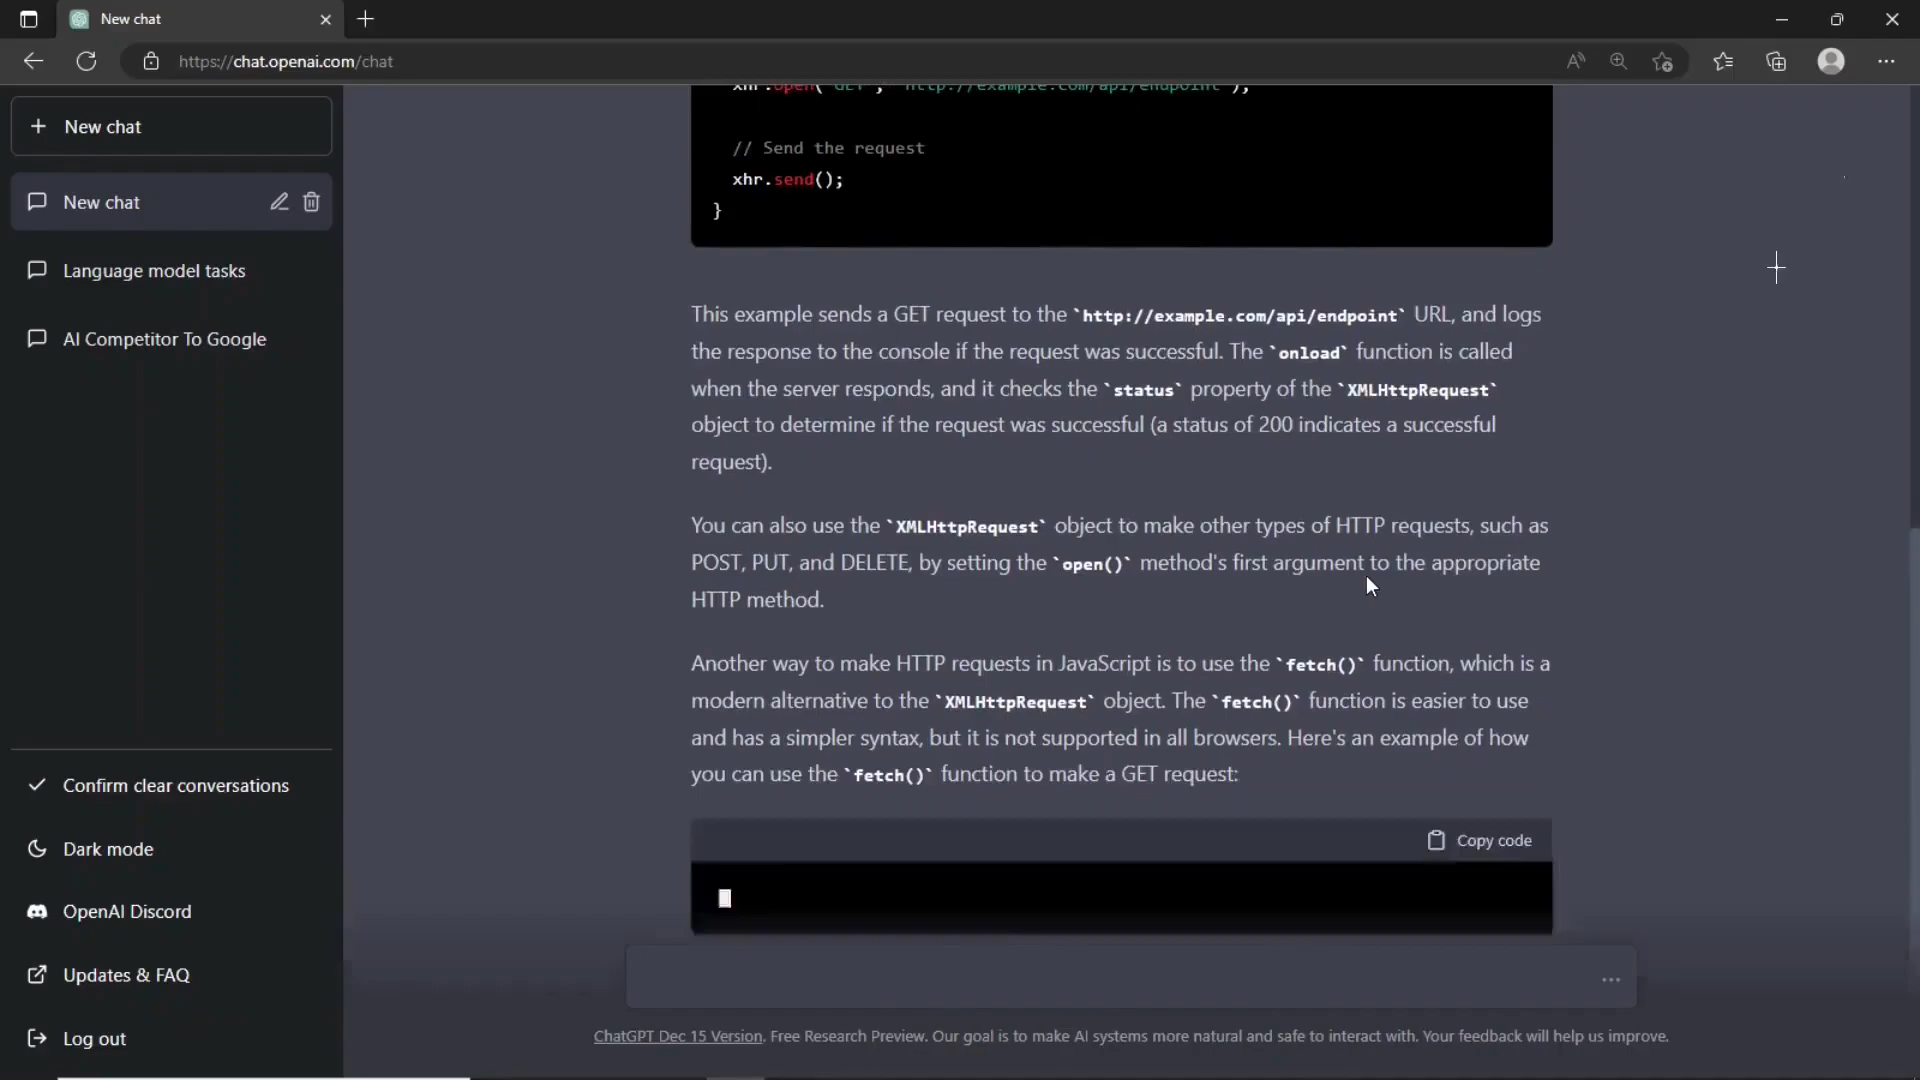 New chat
https://chat.openai.com/chat
New chat
New chat
Language model tasks
AI Competitor To Google
Confirm clear conversations
Dark mode
OpenAI Discord
Updates & FAQ
Log out
xhr.open("GET", "http://example.com/api/endpoint");
// Send the request
xhr.send();
}
This example sends a GET request to the `http://example.com/api/endpoint` URL, and logs
the response to the console if the request was successful. The `onload` function is called
when the server responds, and it checks the `status` property of the `XMLHttpRequest`
object to determine if the request was successful (a status of 200 indicates a successful
request).
You can also use the `XMLHttpRequest` object to make other types of HTTP requests, such as
POST, PUT, and DELETE, by setting the `open()` method's first argument to the appropriate
HTTP method.
Another way to make HTTP requests in JavaScript is to use the `fetch()` function, which is a
modern alternative to the `XMLHttpRequest` object. The `fetch()` function is easier to use
and has a simpler syntax, but it is not supported in all browsers. Here's an example of how
you can use the `fetch()` function to make a GET request:
Copy code
ChatGPT Dec 15 Version. Free Research Preview. Our goal is to make AI systems more natural and safe to interact with. Your feedback will help us improve.